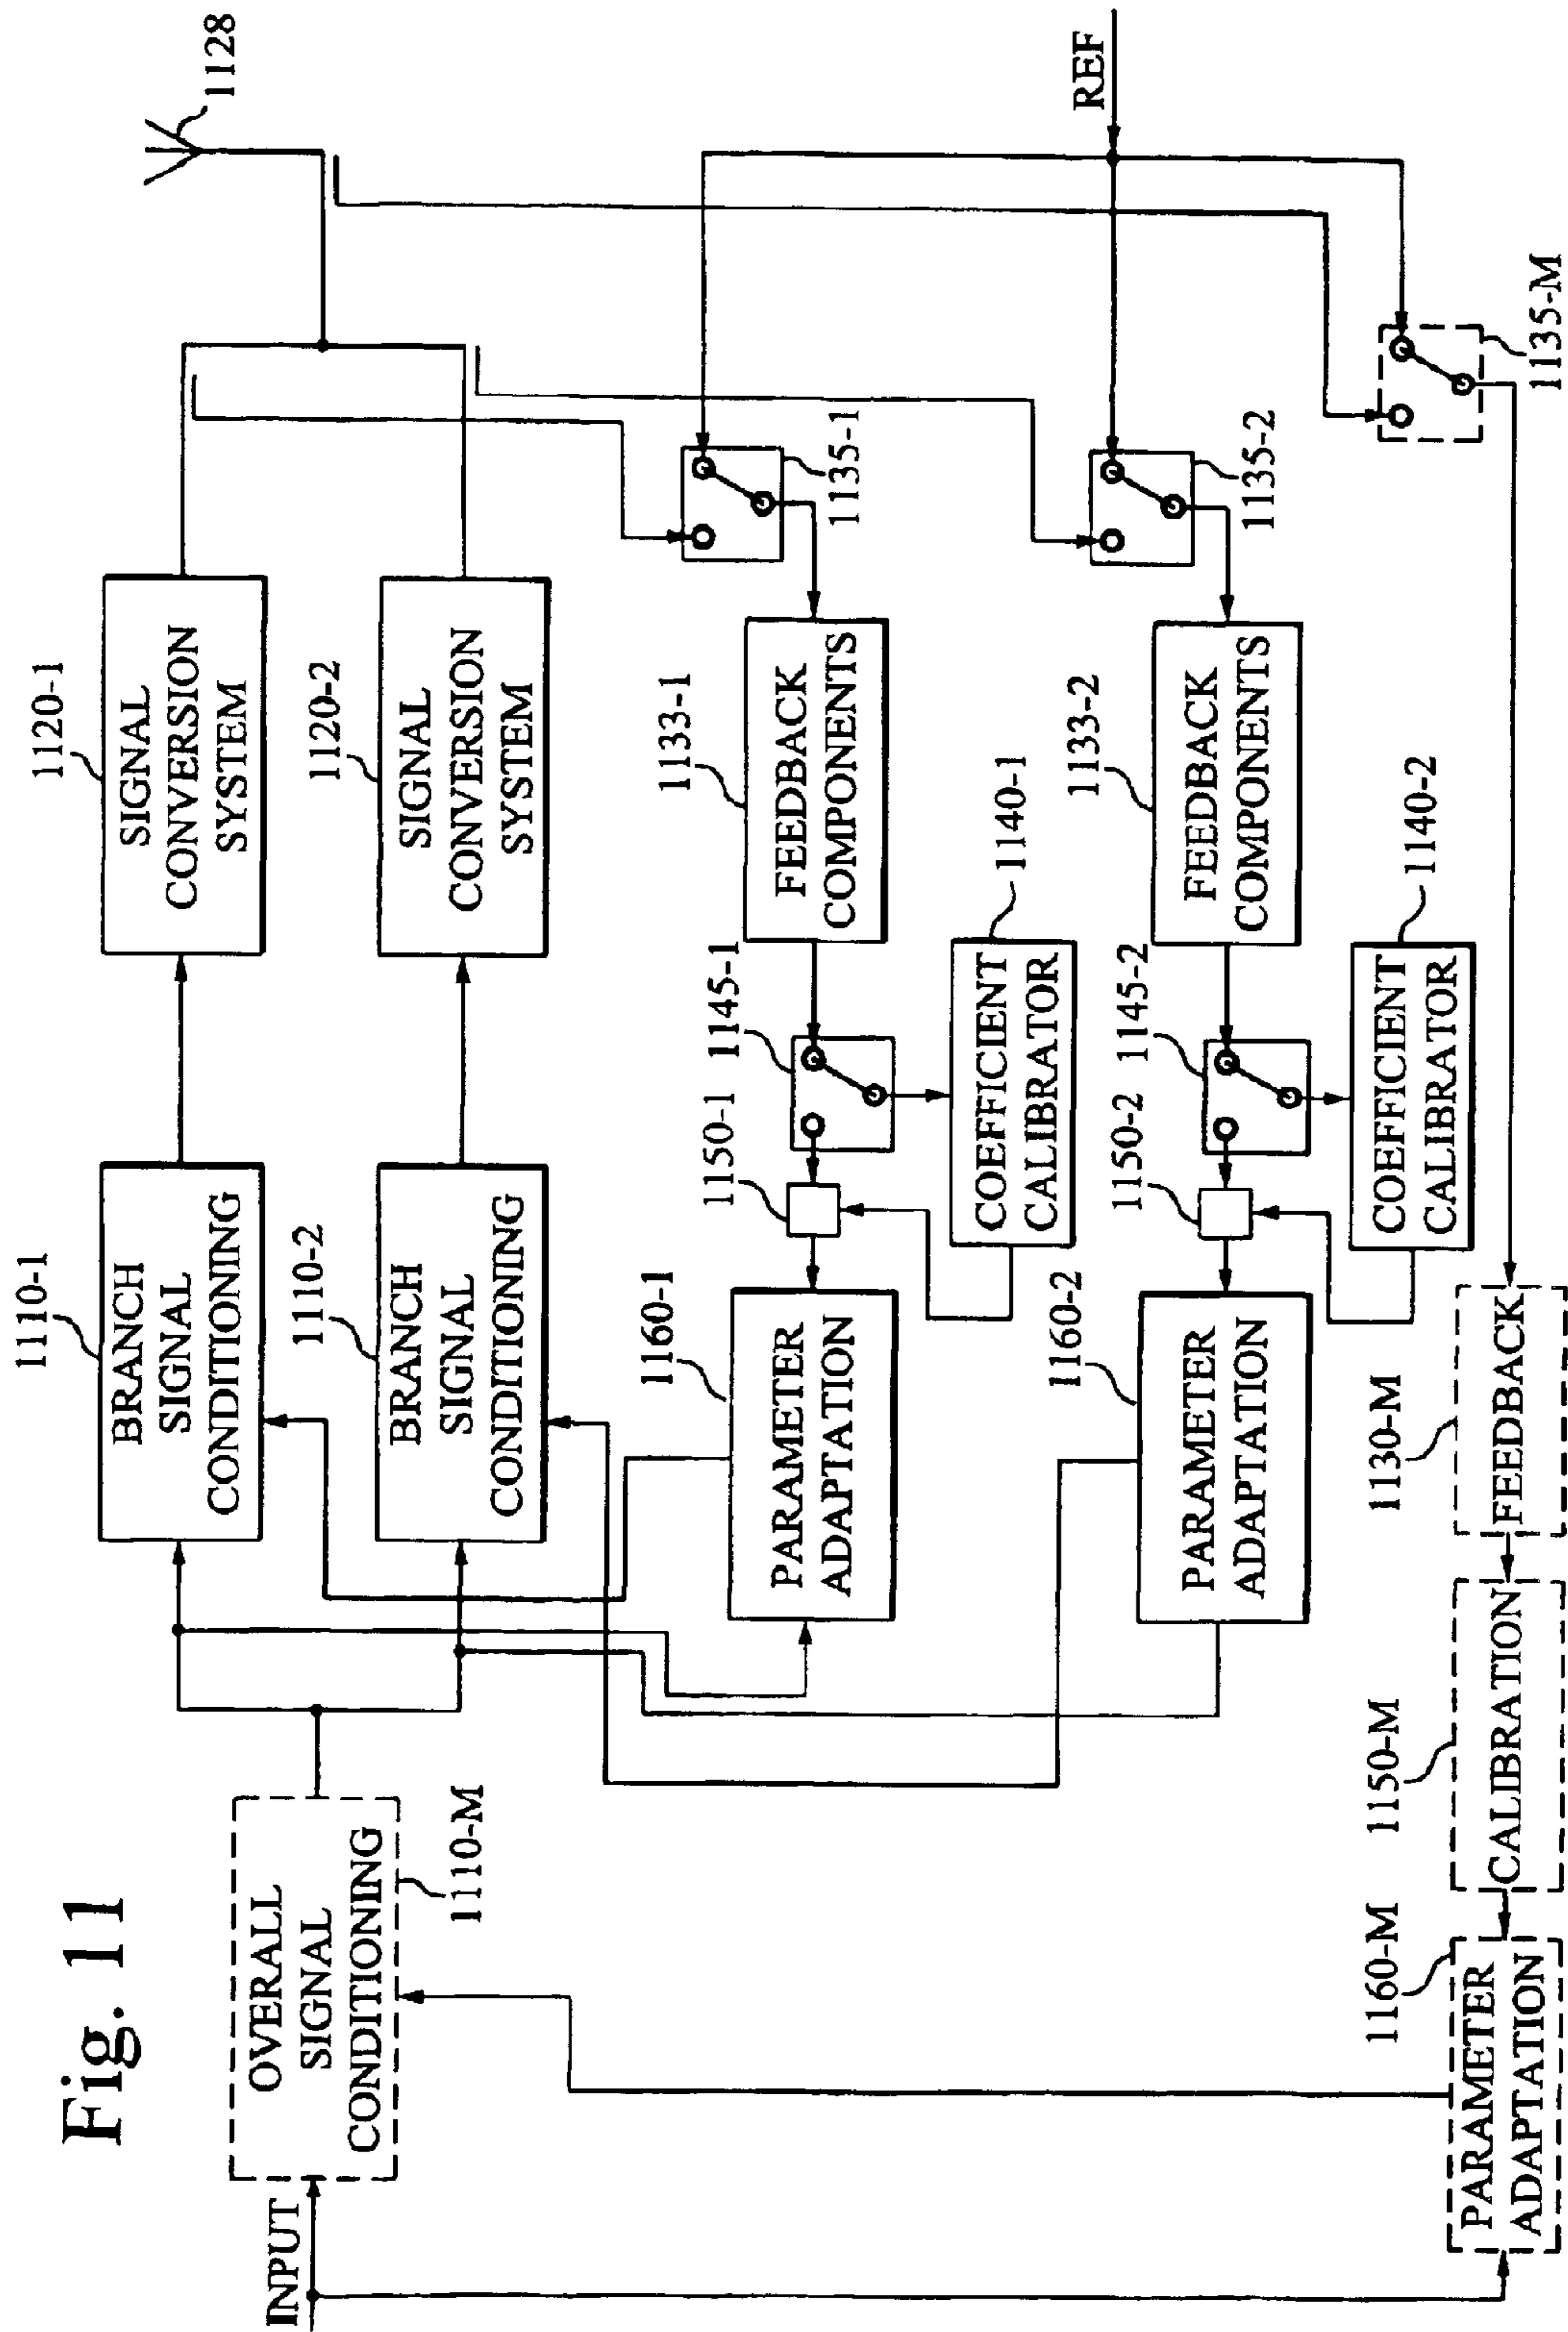 Fig. 11
INPUT
OVERALL
SIGNAL
CONDITIONING
1110-M
1110-1
BRANCH
SIGNAL
CONDITIONING
1120-1
SIGNAL
CONVERSION
SYSTEM
1128
1110-2
BRANCH
SIGNAL
CONDITIONING
1120-2
SIGNAL
CONVERSION
SYSTEM
1160-1
PARAMETER
ADAPTATION
1150-1
1145-1
1133-1
FEEDBACK
COMPONENTS
1135-1
COEFFICIENT
CALIBRATOR
1140-1
REF
1160-2
PARAMETER
ADAPTATION
1150-2
1145-2
1133-2
FEEDBACK
COMPONENTS
1135-2
COEFFICIENT
CALIBRATOR
1140-2
1160-M
PARAMETER
ADAPTATION
1150-M
CALIBRATION
1130-M
FEEDBACK
1135-M